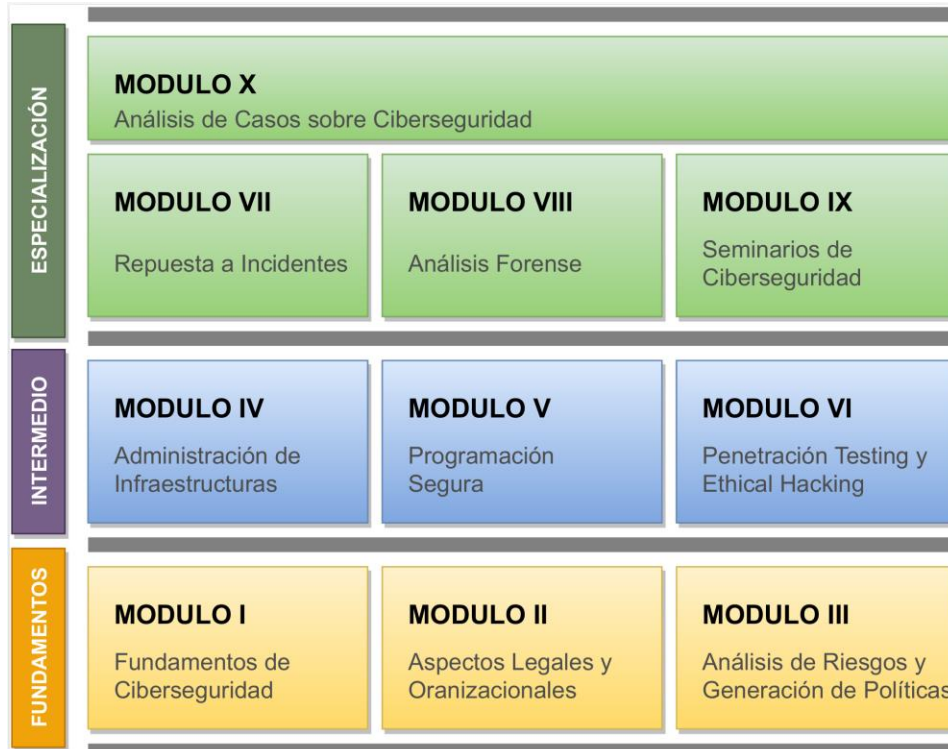 ESPECIALIZACIÓN
MODULO X
Análisis de Casos sobre Ciberseguridad
MODULO VII
Repuesta a Incidentes
MODULO VIII
Análisis Forense
MODULO IX
Seminarios de
Ciberseguridad
INTERMEDIO
MODULO IV
Administración de
Infraestructuras
MODULO V
Programación
Segura
MODULO VI
Penetración Testing y
Ethical Hacking
FUNDAMENTOS
MODULO I
Fundamentos de
Ciberseguridad
MODULO II
Aspectos Legales y
Oranizacionales
MODULO III
Análisis de Riesgos y
Generación de Políticas